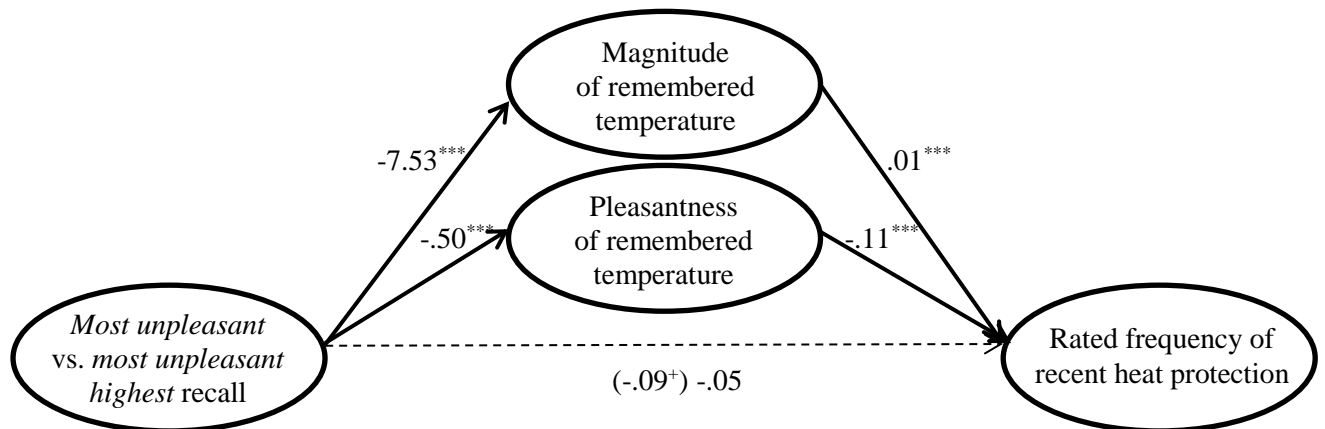 Magnitude
of remembered
temperature
-7.53***
.01***
Pleasantness
of remembered
temperature
-.50***
-.11***
Most unpleasant
vs. most unpleasant
highest recall
Rated frequency of
recent heat protection
(-.09+) -.05